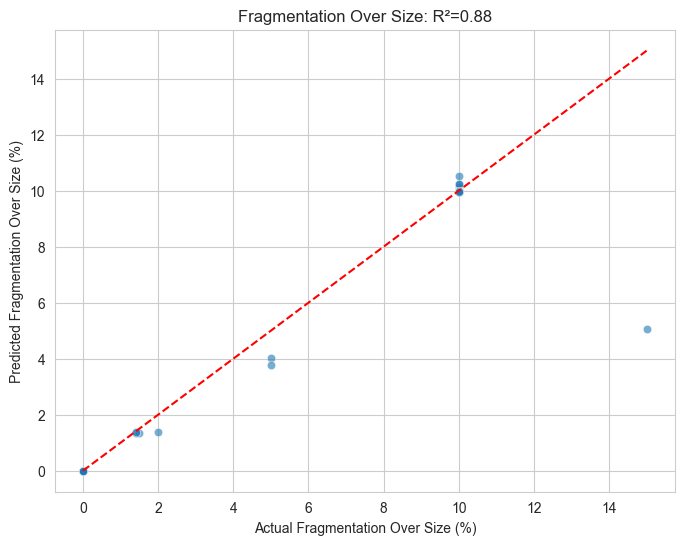 Fragmentation Over Size: R²=0.88
Predicted Fragmentation Over Size (%)
14
12
10
8
6
4
2
0
0 2 4 6 8 10 12 14
Actual Fragmentation Over Size (%)